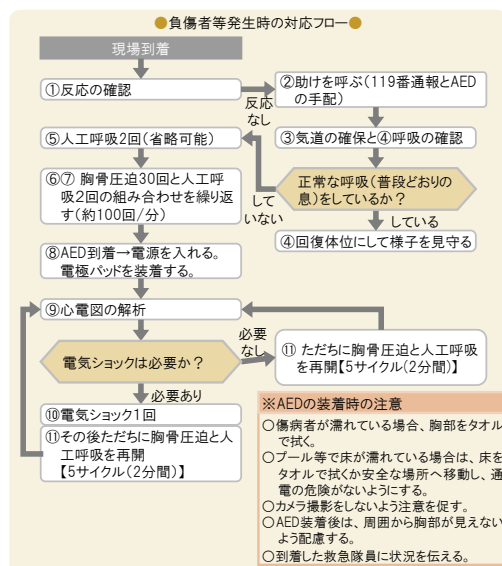 ●負傷者等発生時の対応フロー●
現場到着
①反応の確認
反応
なし
②助けを呼ぶ(119番通報とAED
の手配)
③気道の確保と④呼吸の確認
正常な呼吸(普段どおりの
息)をしているか?
して
いない
している
④回復体位にして様子を見守る
⑤人工呼吸2回(省略可能)
⑥⑦ 胸骨圧迫30回と人工呼
吸2回の組み合わせを繰り返
す(約100回/分)
⑧AED到着→電源を入れる。
電極パッドを装着する。
⑨心電図の解析
電気ショックは必要か?
必要
なし
⑪ ただちに胸骨圧迫と人工呼吸
を再開【5サイクル(2分間)】
必要あり
⑩電気ショック1回
⑪その後ただちに胸骨圧迫と人
工呼吸を再開
【5サイクル(2分間)】
※AEDの装着時の注意
○傷病者が濡れている場合、胸部をタオル
で拭く。
○プール等で床が濡れている場合は、床を
タオルで拭くか安全な場所へ移動し、通
電の危険がないようにする。
○カメラ撮影をしないよう注意を促す。
○AED装着後は、周囲から胸部が見えない
よう配慮する。
○到着した救急隊員に状況を伝える。